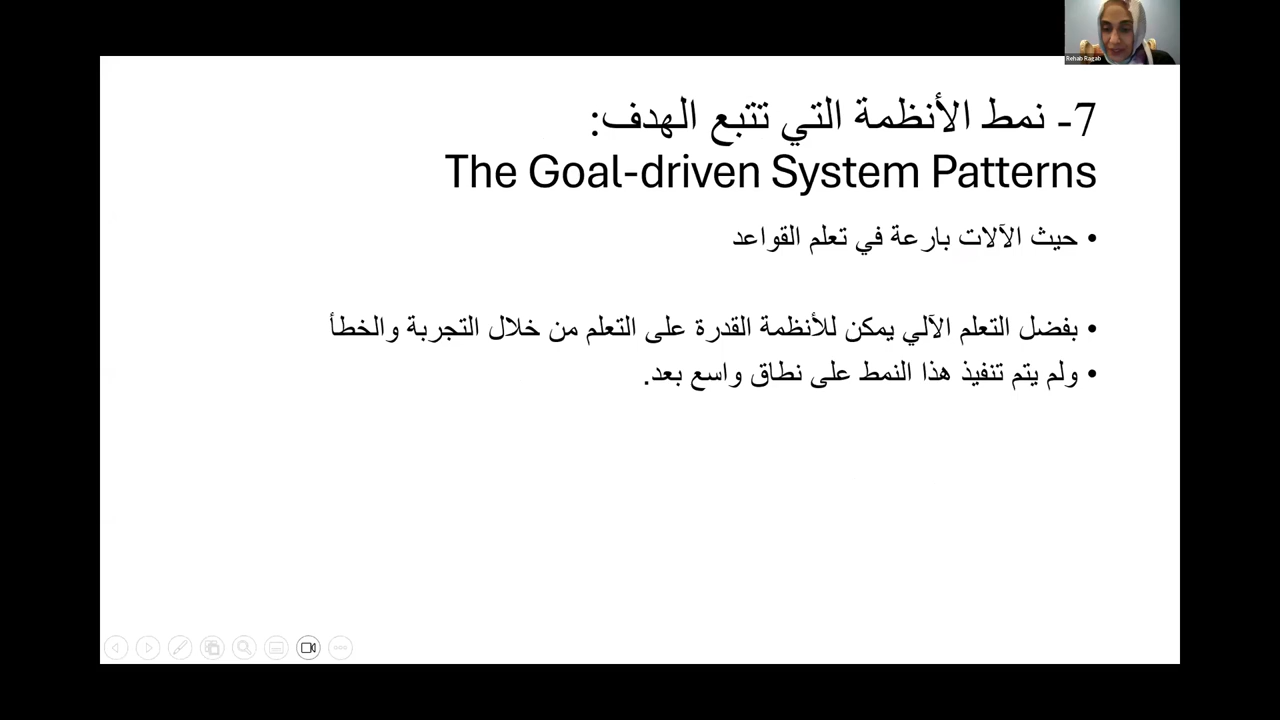 Rehab Ragab
7- نمط الأنظمة التي تتبع الهدف:
The Goal-driven System Patterns
• حيث الآلات بارعة في تعلم القواعد
• بفضل التعلم الآلي يمكن للأنظمة القدرة على التعلم من خلال التجربة والخطأ
• ولم يتم تنفيذ هذا النمط على نطاق واسع بعد.